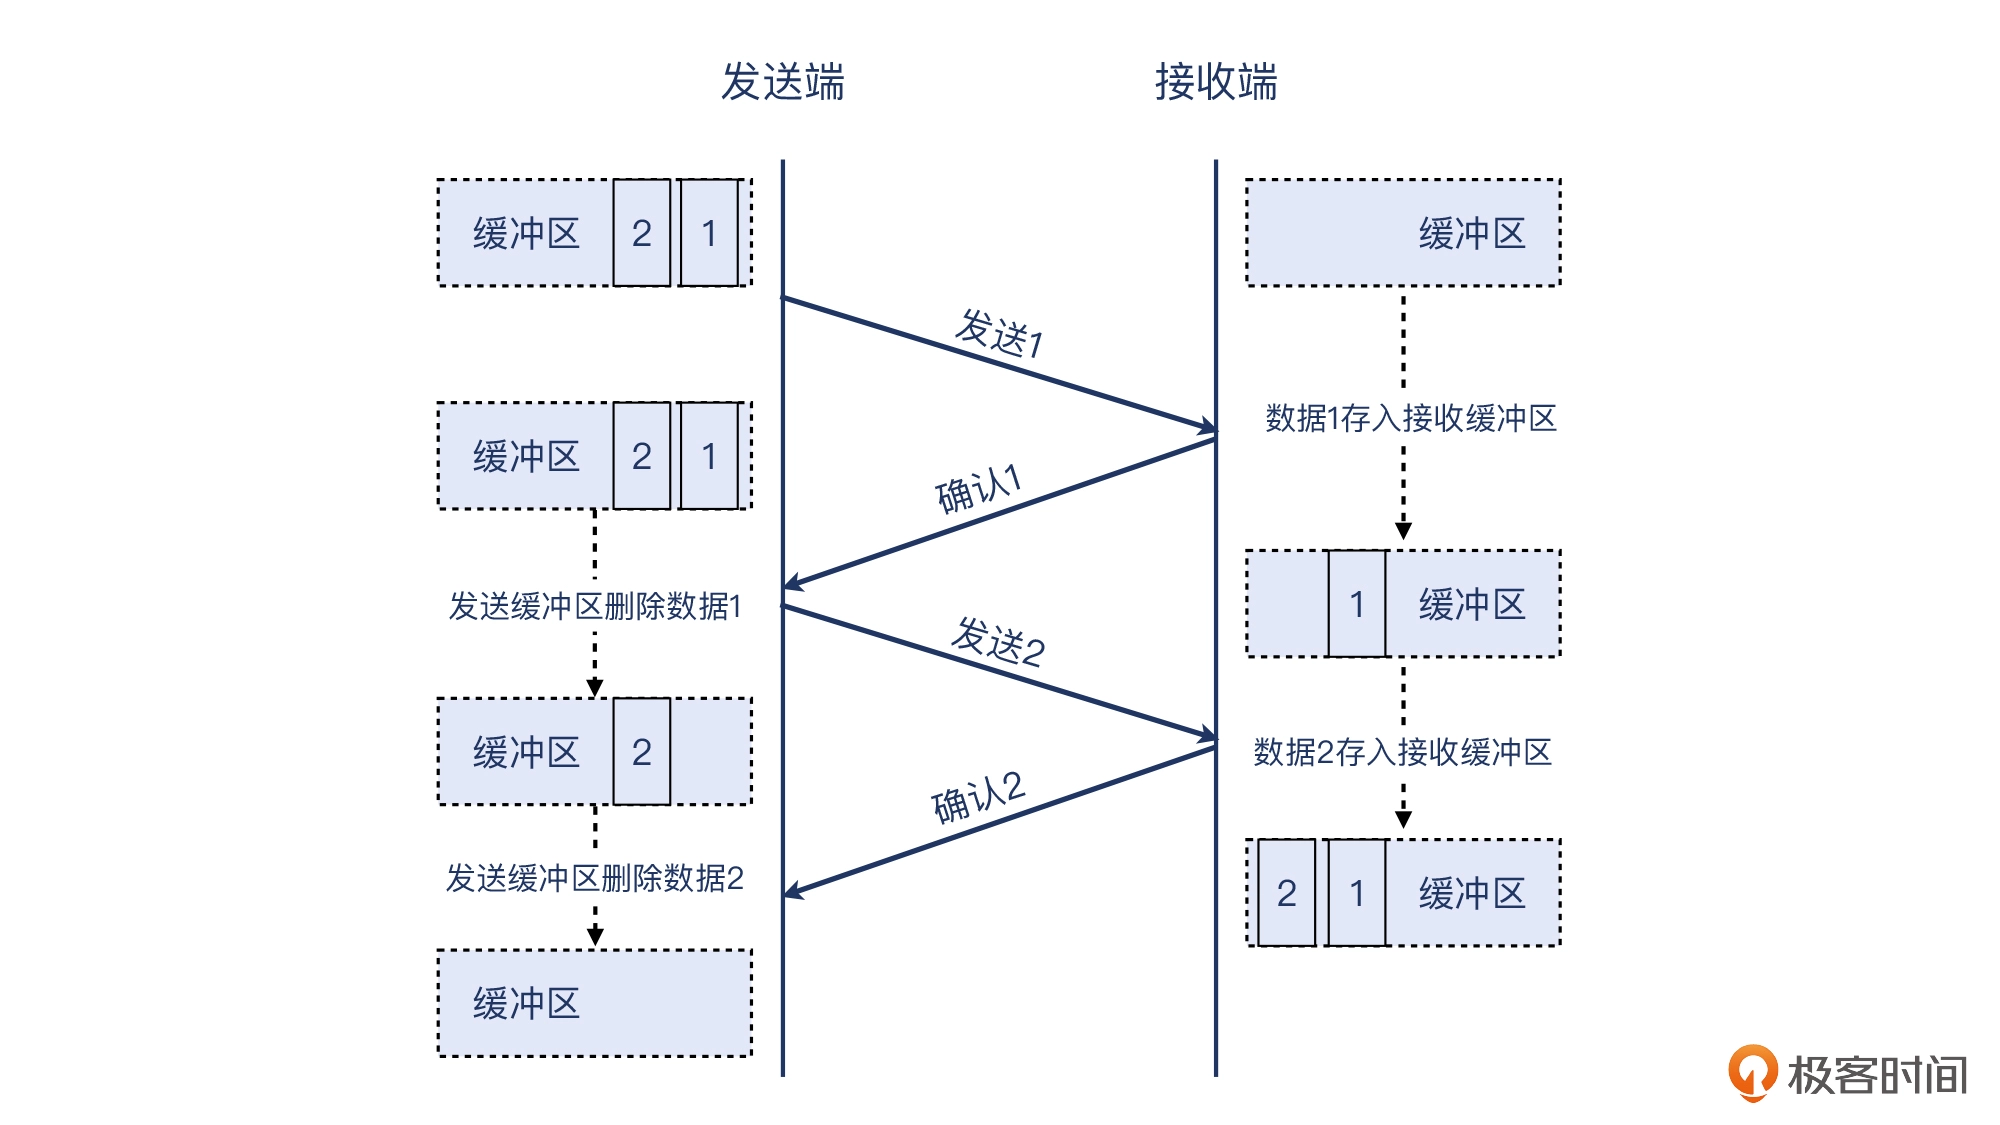 发送端
接收端
缓冲区 2 1
缓冲区
发送1
缓冲区 2 1
数据1存入接收缓冲区
确认1
发送缓冲区删除数据1
1 缓冲区
发送2
缓冲区 2
数据2存入接收缓冲区
确认2
发送缓冲区删除数据2
2 1 缓冲区
缓冲区
极客时间